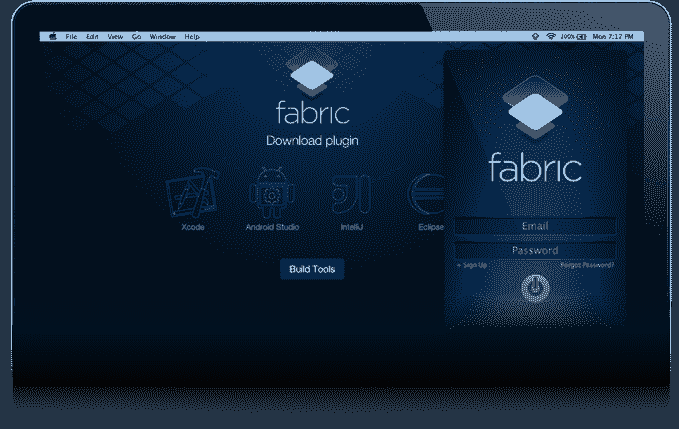 File Edit View Go Window Help
100% Mon 7:17 PM
fabric
Download plugin
Xcode Android Studio IntelliJ Eclipse
Build Tools
fabric
Email
Password
+ Sign Up Forgot Password?